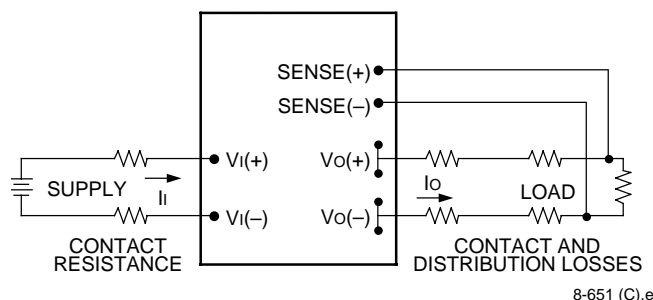 SENSE(+)
SENSE(–)
SUPPLY
II
VI(+)
VI(–)
VO(+)
VO(–)
IO
LOAD
CONTACT
RESISTANCE
CONTACT AND
DISTRIBUTION LOSSES
8-651 (C).e